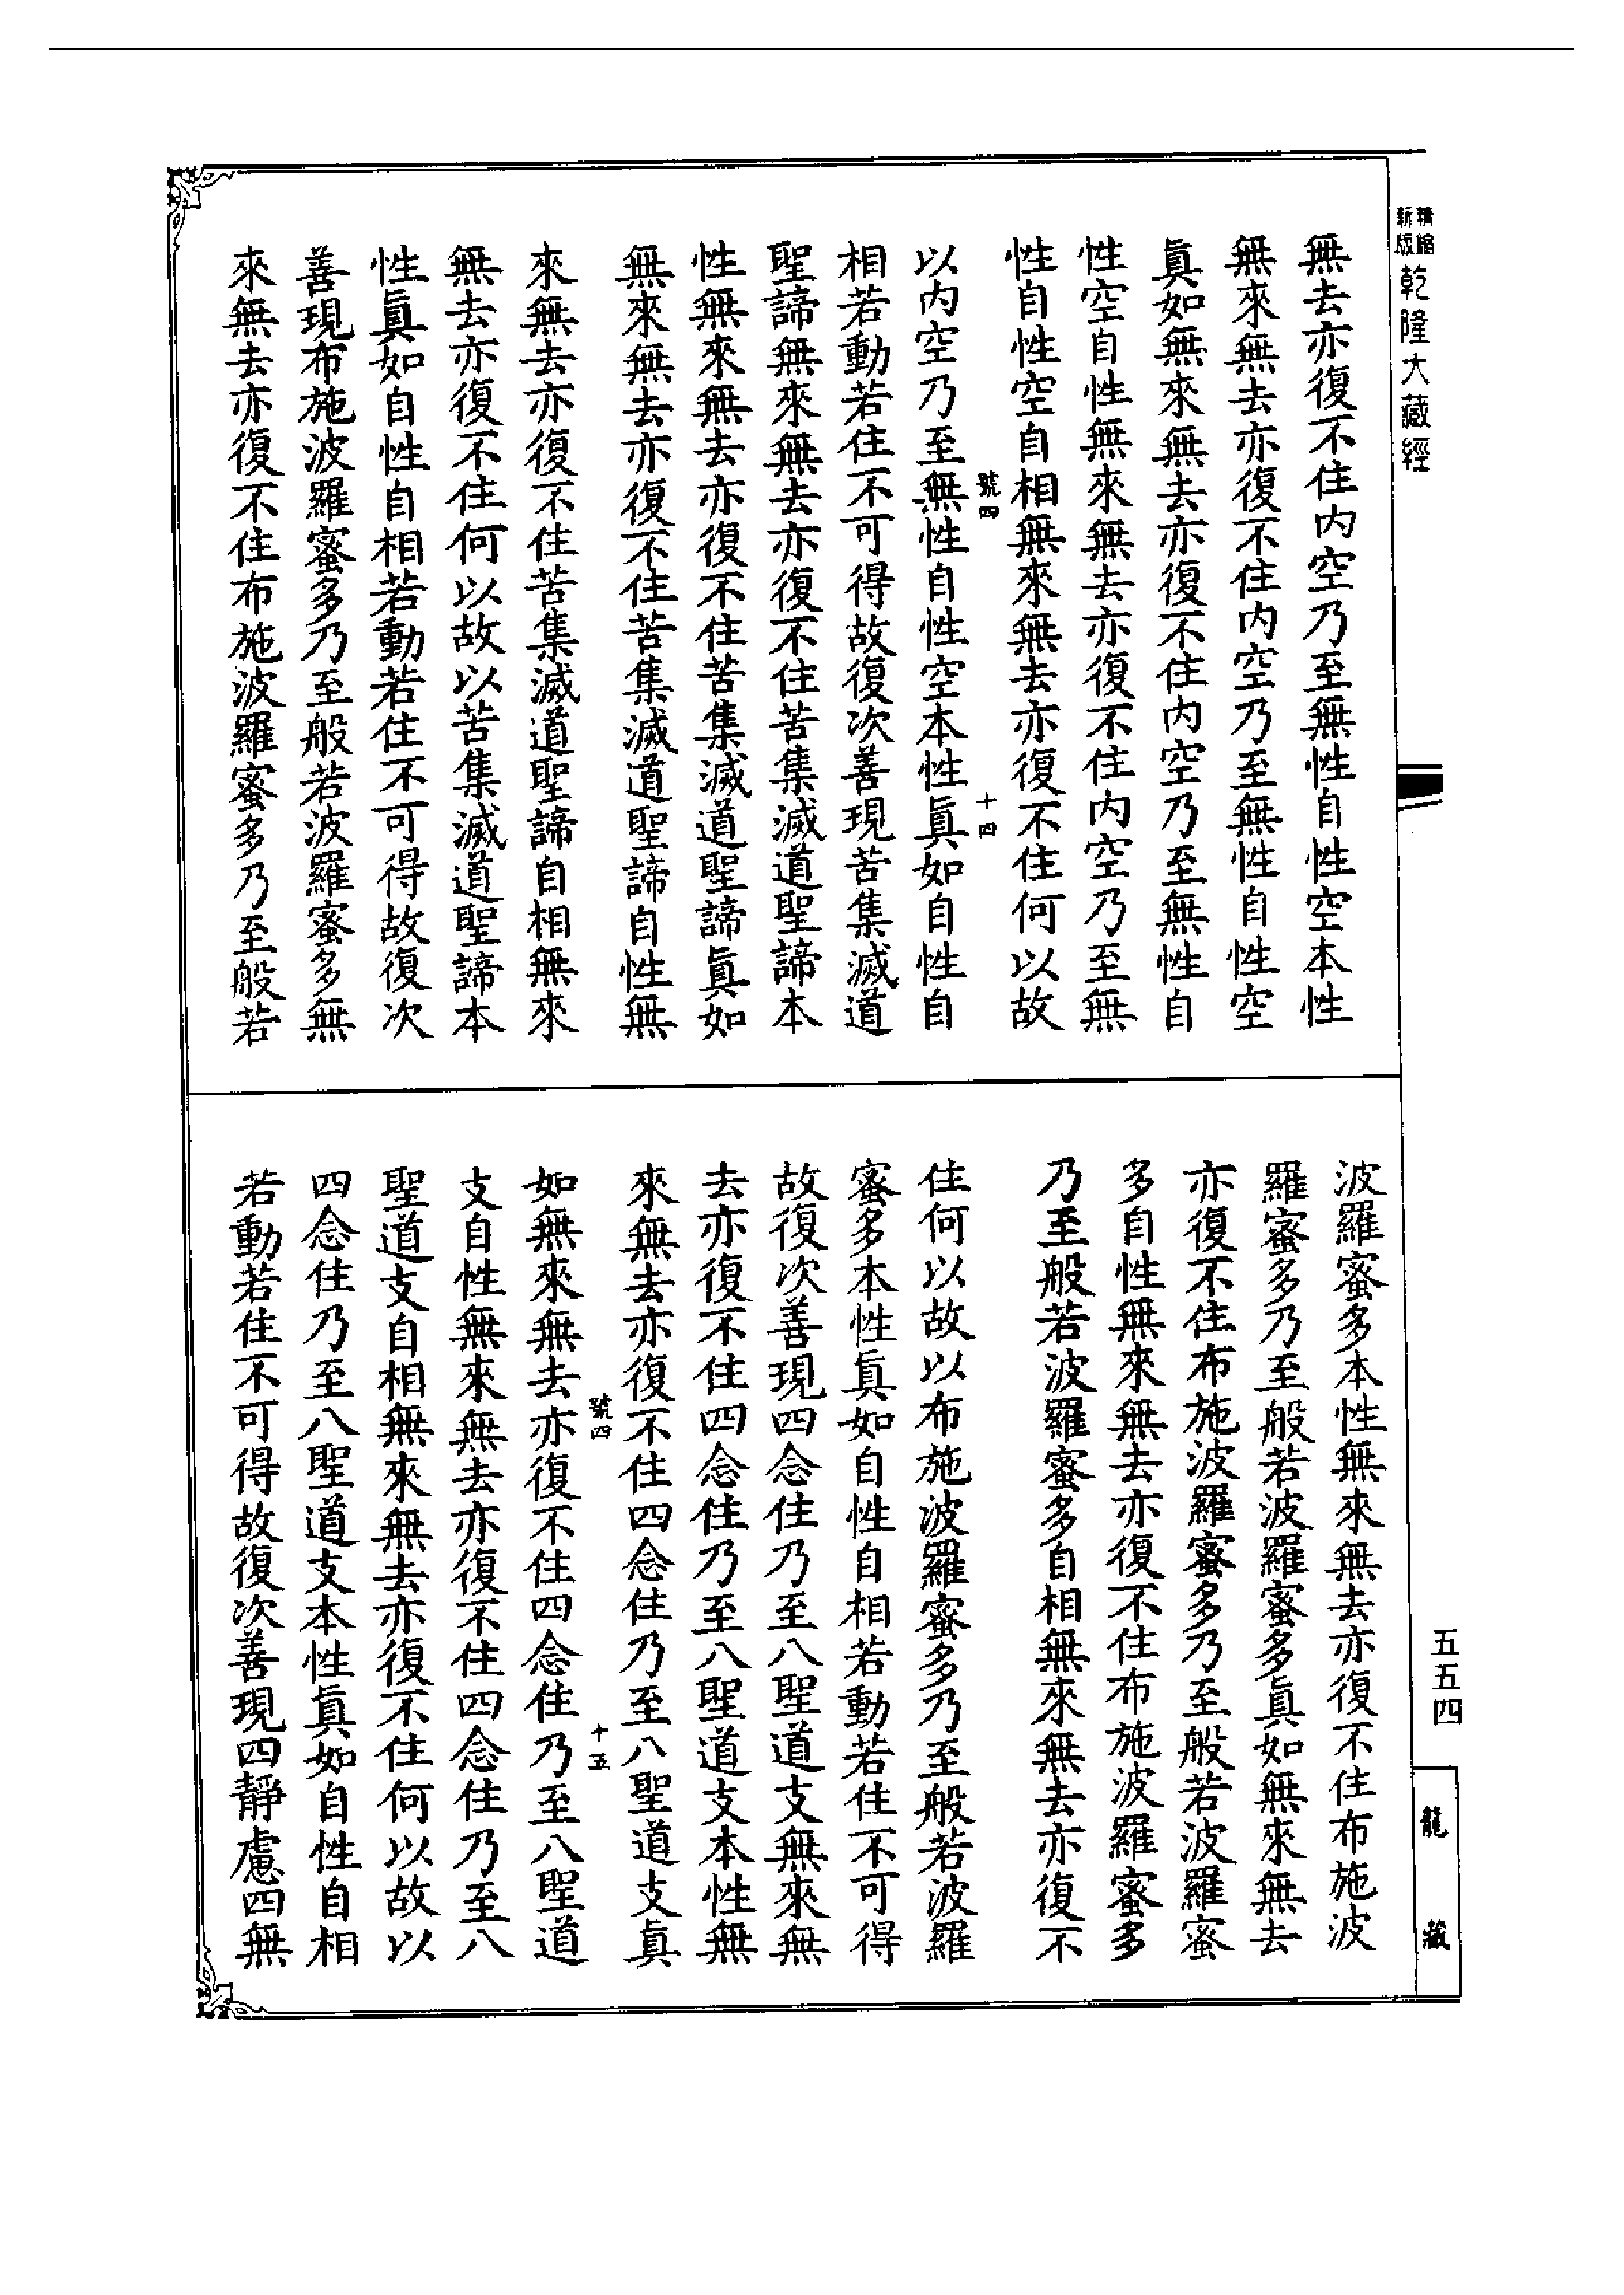 精縮新版乾隆大藏經
無去亦復不住內空乃至無性自性空本性
無來無去亦復不住內空乃至無性自性空
眞如無來無去亦復不住內空乃至無性自
性空自性無來無去亦復不住內空乃至無
性自性空自相無來無去亦復不住何以故
號四 十四
以內空乃至無性自性空本性眞如自性自
相若動若住不可得故復次善現苦集滅道
聖諦無來無去亦復不住苦集滅道聖諦本
性無來無去亦復不住苦集滅道聖諦眞如
無來無去亦復不住苦集滅道聖諦自性無
來無去亦復不住苦集滅道聖諦自相無來
無去亦復不住何以故以苦集滅道聖諦本
性眞如自性自相若動若住不可得故復次
善現布施波羅蜜多乃至般若波羅蜜多無
來無去亦復不住布施波羅蜜多乃至般若
波羅蜜多本性無來無去亦復不住布施波
羅蜜多乃至般若波羅蜜多眞如無來無去
亦復不住布施波羅蜜多乃至般若波羅蜜
多自性無來無去亦復不住布施波羅蜜多
乃至般若波羅蜜多自相無來無去亦復不
住何以故以布施波羅蜜多乃至般若波羅
蜜多本性眞如自性自相若動若住不可得
故復次善現四念住乃至八聖道支無來無
去亦復不住四念住乃至八聖道支本性無
來無去亦復不住四念住乃至八聖道支眞
號四 十五
如無來無去亦復不住四念住乃至八聖道
支自性無來無去亦復不住四念住乃至八
聖道支自相無來無去亦復不住何以故以
四念住乃至八聖道支本性眞如自性自相
若動若住不可得故復次善現四靜慮四無
五五四
龍藏